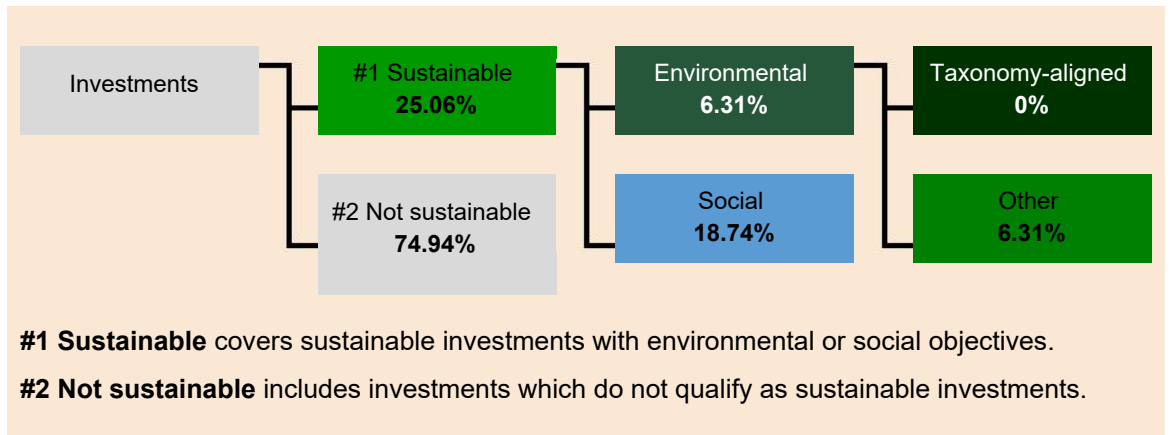 Investments
#1 Sustainable
25.06%
Environmental
6.31%
Taxonomy-aligned
0%
#2 Not sustainable
74.94%
Social
18.74%
Other
6.31%
#1 Sustainable covers sustainable investments with environmental or social objectives.
#2 Not sustainable includes investments which do not qualify as sustainable investments.